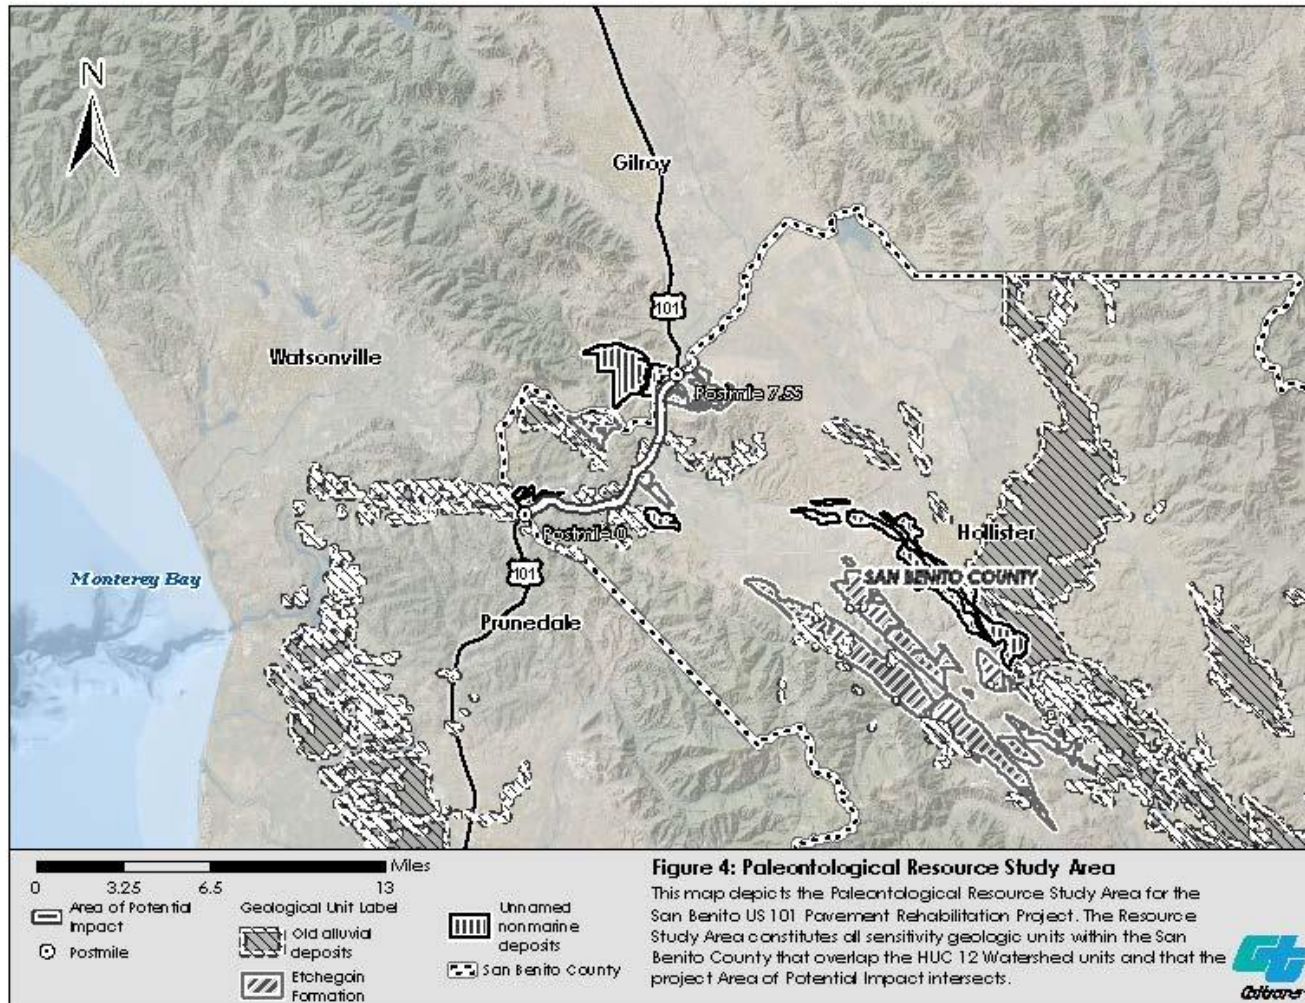 N
Gilroy
101
Watsonville
Postmile 7.55
Postmile 0
Hollister
Monterey Bay
101
SAN BENITO COUNTY
Prunedale
Miles
0 3.25 6.5 13
Area of Potential
Impact
Postmile
Geological Unit Label
Old alluvial
deposits
Etchegoin
Formation
Unnamed
nonmarine
deposits
San Benito County
Figure 4: Paleontological Resource Study Area
This map depicts the Paleontological Resource Study Area for the
San Benito US 101 Pavement Rehabilitation Project. The Resource
Study Area constitutes all sensitivity geologic units within the San
Benito County that overlap the HUC 12 Watershed units and that the
project Area of Potential Impact intersects.
Caltrans